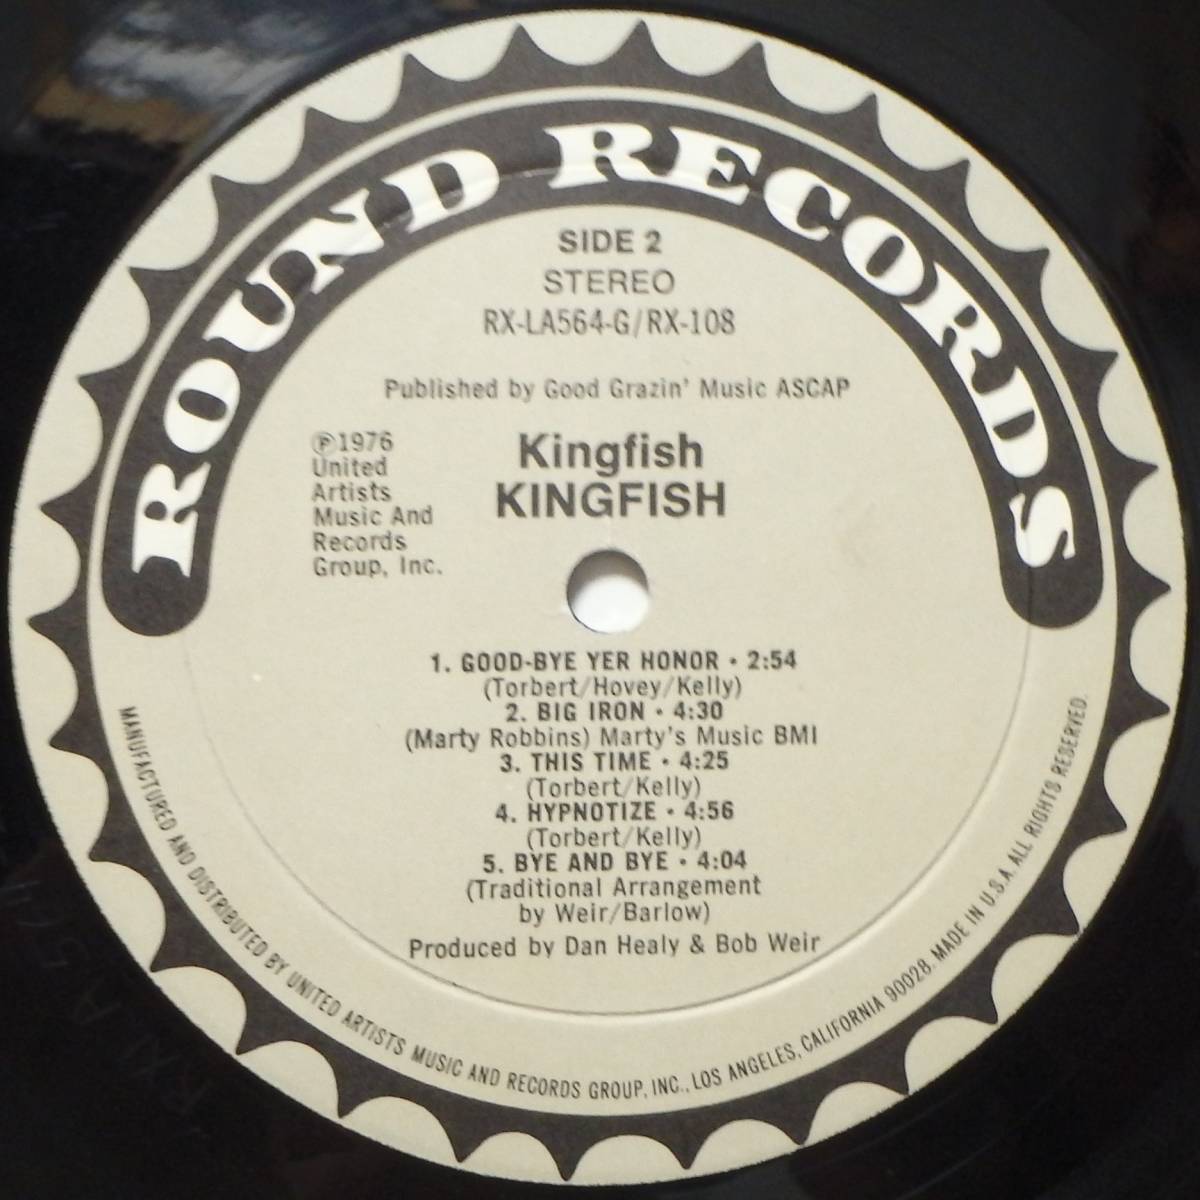 ROUND RECORDS
SIDE 2
STEREO
RX-LA564-G/RX-108
Published by Good Grazin' Music ASCAP
℗1976
United
Artists
Music And
Records
Group, Inc.
Kingfish
KINGFISH
1. GOOD-BYE YER HONOR • 2:54
(Torbert/Hovey/Kelly)
2. BIG IRON • 4:30
(Marty Robbins) Marty's Music BMI
3. THIS TIME • 4:25
(Torbert/Kelly)
4. HYPNOTIZE • 4:56
(Torbert/Kelly)
5. BYE AND BYE • 4:04
(Traditional Arrangement
by Weir/Barlow)
Produced by Dan Healy & Bob Weir
MANUFACTURED AND DISTRIBUTED BY UNITED ARTISTS MUSIC AND RECORDS GROUP, INC., LOS ANGELES, CALIFORNIA 90028. MADE IN U.S.A. ALL RIGHTS RESERVED.